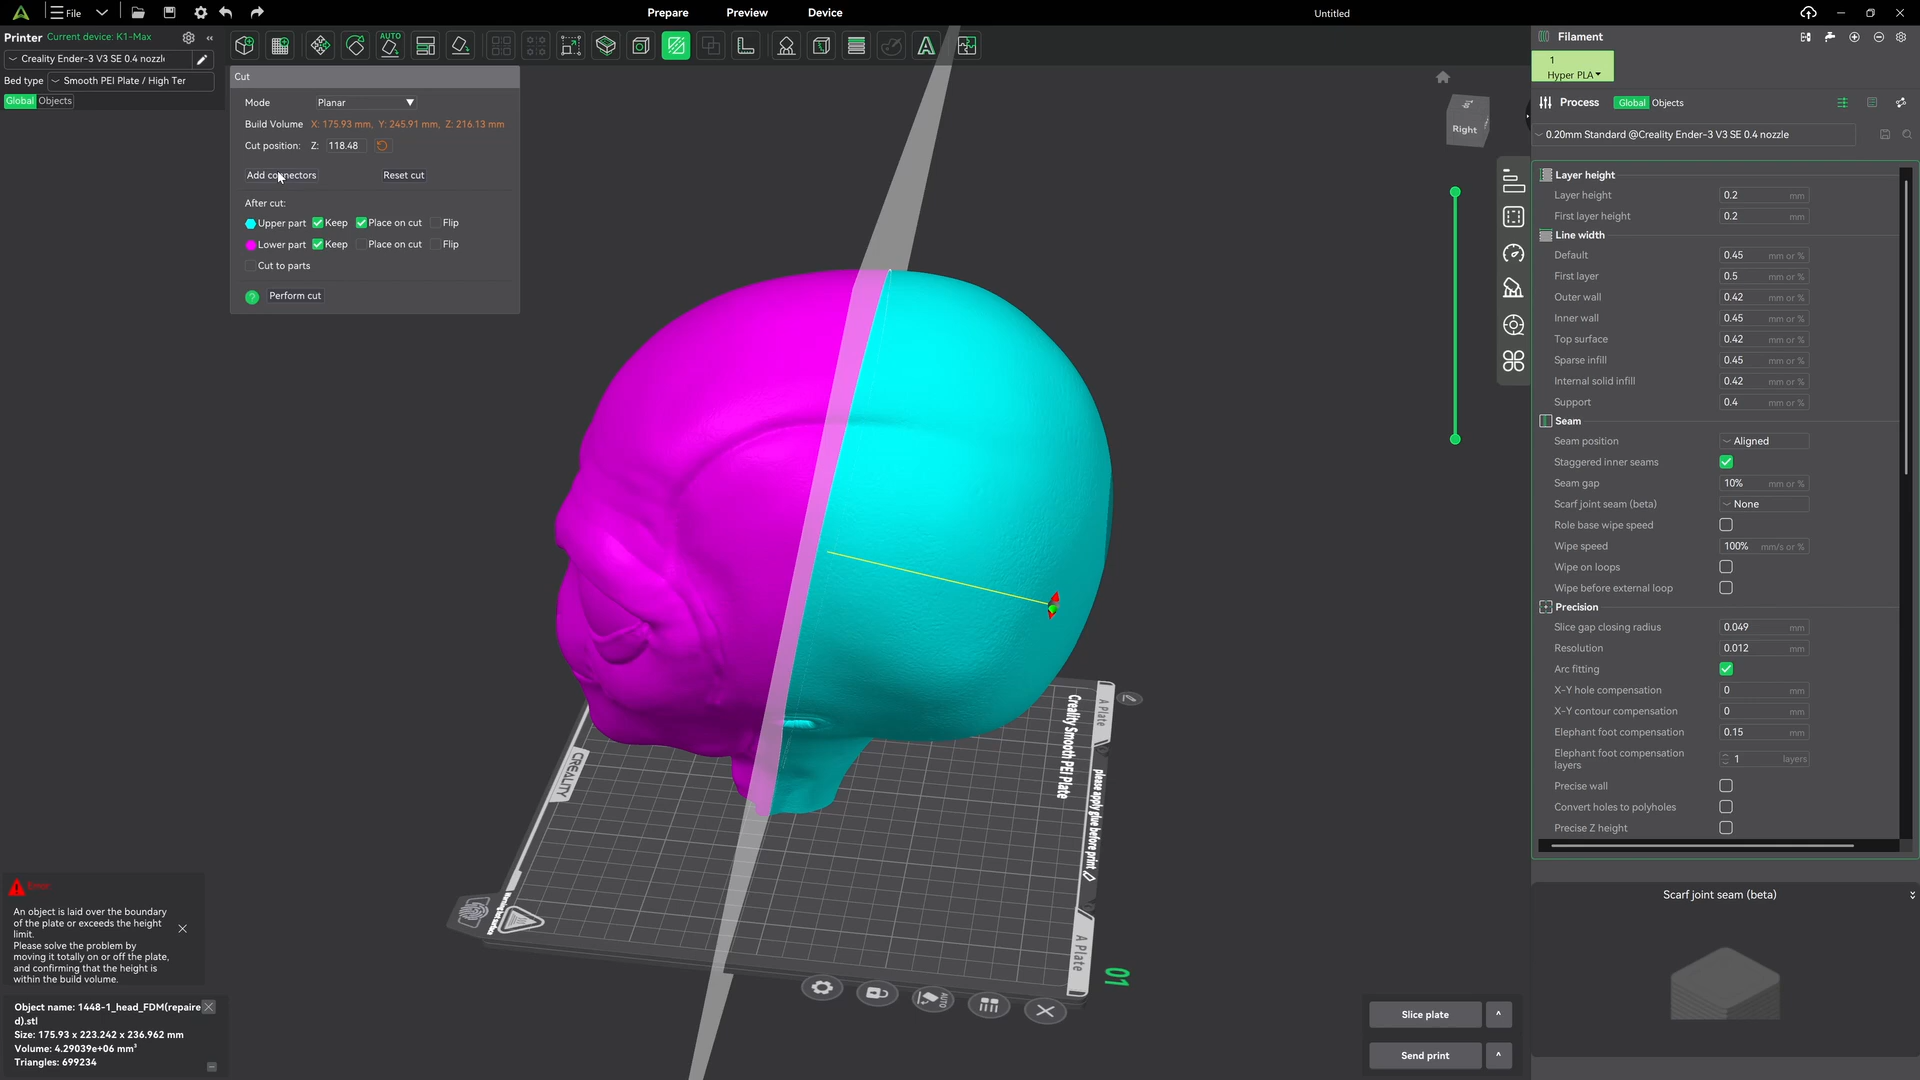 File
Prepare
Preview
Device
Untitled
Printer
Current device: K1-Max
Creality Ender-3 V3 SE 0.4 nozzle
Bed type
Smooth PEI Plate / High Ter
Global
Objects
AUTO
Cut
Mode
Planar
Build Volume
X: 175.93 mm, Y: 245.91 mm, Z: 216.13 mm
Cut position: Z: 118.48
Add connectors
Reset cut
After cut:
Upper part
Keep
Place on cut
Flip
Lower part
Keep
Place on cut
Flip
Cut to parts
?
Perform cut
Right
CREALITY
Creality Smooth PEI Plate
please apply glue before print
A Plate
A Plate
01
AUTO
Error:
An object is laid over the boundary
of the plate or exceeds the height
limit.
Please solve the problem by
moving it totally on or off the plate,
and confirming that the height is
within the build volume.
Object name: 1448-1_head_FDM(repaire
d).stl
Size: 175.93 x 223.242 x 236.962 mm
Volume: 4.29039e+06 mm³
Triangles: 699234
Slice plate
Send print
Filament
1
Hyper PLA
Process
Global
Objects
0.20mm Standard @Creality Ender-3 V3 SE 0.4 nozzle
Layer height
Layer height 0.2 mm
First layer height 0.2 mm
Line width
Default 0.45 mm or %
First layer 0.5 mm or %
Outer wall 0.42 mm or %
Inner wall 0.45 mm or %
Top surface 0.42 mm or %
Sparse infill 0.45 mm or %
Internal solid infill 0.42 mm or %
Support 0.4 mm or %
Seam
Seam position Aligned
Staggered inner seams
Seam gap 10% mm or %
Scarf joint seam (beta) None
Role base wipe speed
Wipe speed 100% mm/s or %
Wipe on loops
Wipe before external loop
Precision
Slice gap closing radius 0.049 mm
Resolution 0.012 mm
Arc fitting
X-Y hole compensation 0 mm
X-Y contour compensation 0 mm
Elephant foot compensation 0.15 mm
Elephant foot compensation
layers 1 layers
Precise wall
Convert holes to polyholes
Precise Z height
Scarf joint seam (beta)